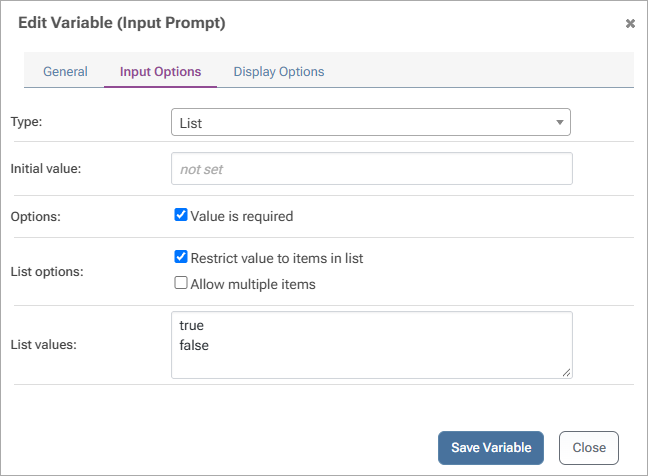 Edit Variable (Input Prompt)
General Input Options Display Options
Type: List
Initial value: not set
Options: Value is required
Restrict value to items in list
List options:
Allow multiple items
true
List values:
false
Save Variable Close